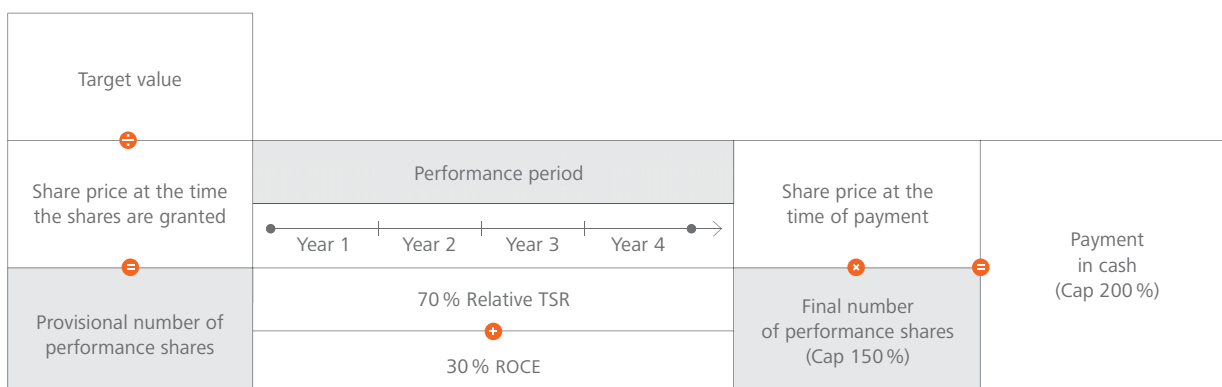 Target value
÷
Share price at the time
the shares are granted
=
Provisional number of
performance shares
Performance period
Year 1 Year 2 Year 3 Year 4
70 % Relative TSR
+
30 % ROCE
Share price at the
time of payment
×
Final number
of performance shares
(Cap 150 %)
=
Payment
in cash
(Cap 200 %)